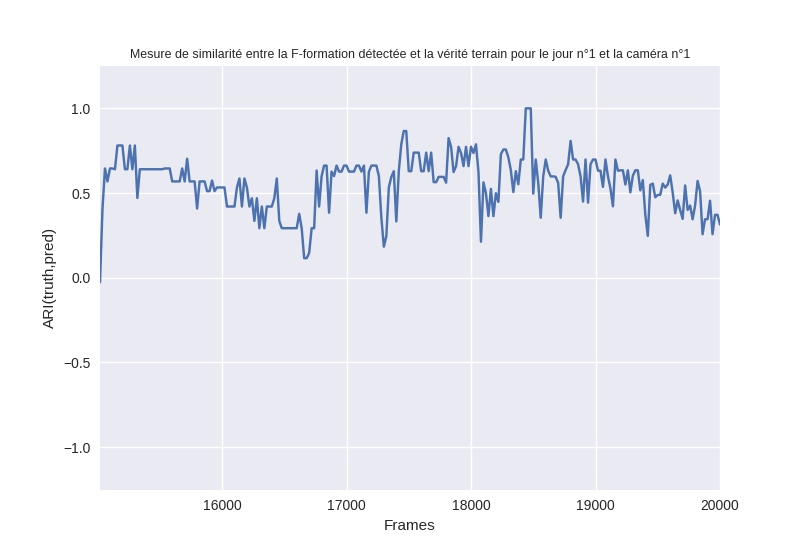 Mesure de similarité entre la F-formation détectée et la vérité terrain pour le jour n°1 et la caméra n°1
1.0
0.5
0.0
−0.5
−1.0
ARI(truth,pred)
16000 17000 18000 19000 20000
Frames